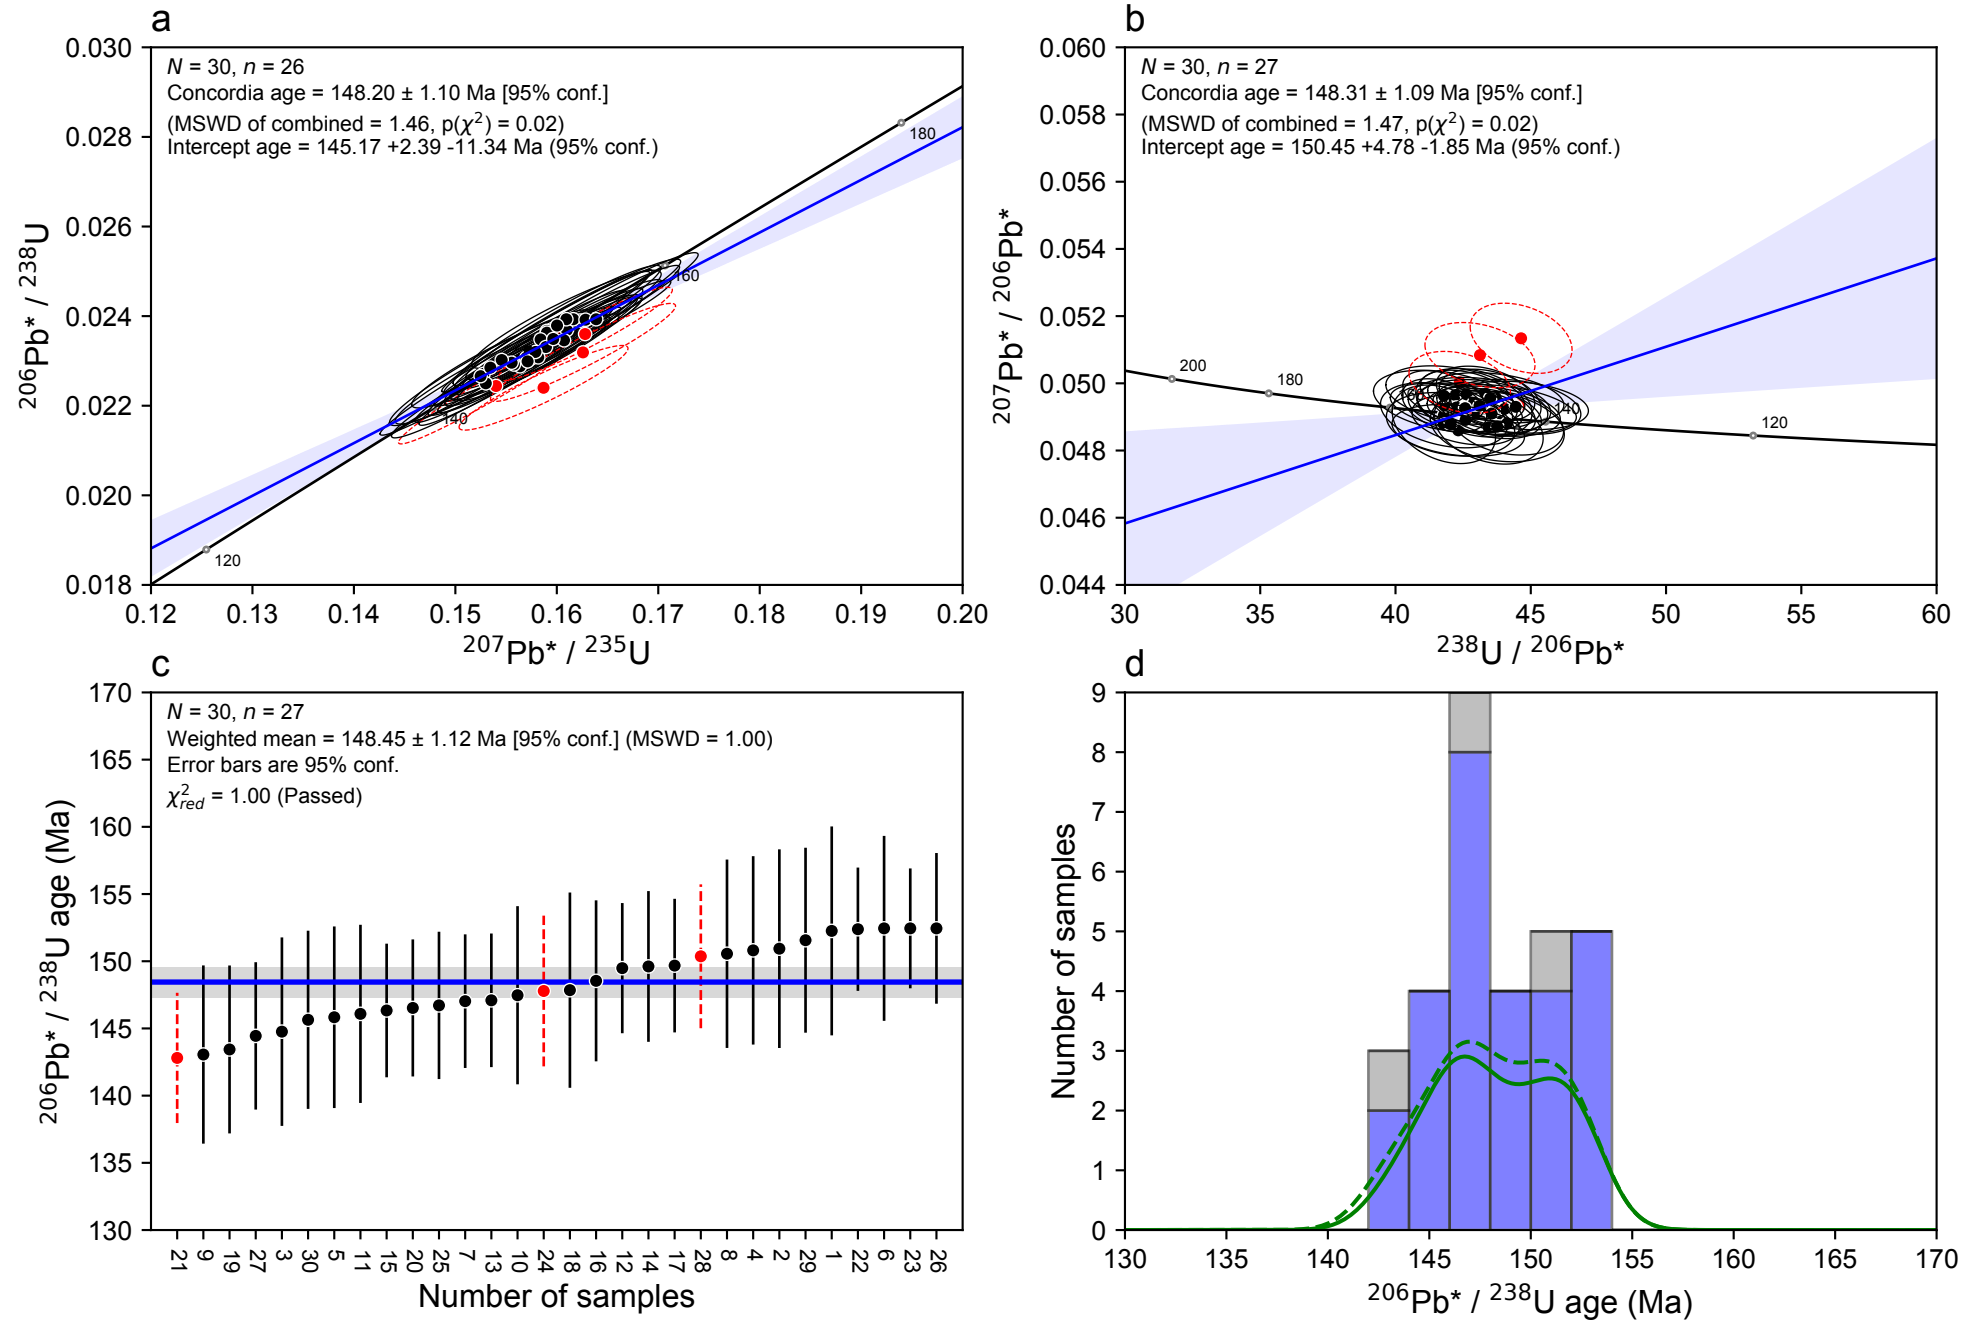 a
0.030
0.028
0.026
0.024
0.022
0.020
0.018
²⁰⁶Pb* / ²³⁸U
N = 30, n = 26
Concordia age = 148.20 ± 1.10 Ma [95% conf.]
(MSWD of combined = 1.46, p(χ²) = 0.02)
Intercept age = 145.17 +2.39 -11.34 Ma (95% conf.)
180
160
140
120
0.12 0.13 0.14 0.15 0.16 0.17 0.18 0.19 0.20
²⁰⁷Pb* / ²³⁵U
b
0.060
0.058
0.056
0.054
0.052
0.050
0.048
0.046
0.044
²⁰⁷Pb* / ²⁰⁶Pb*
N = 30, n = 27
Concordia age = 148.31 ± 1.09 Ma [95% conf.]
(MSWD of combined = 1.47, p(χ²) = 0.02)
Intercept age = 150.45 +4.78 -1.85 Ma (95% conf.)
200
180
140
120
30 35 40 45 50 55 60
²³⁸U / ²⁰⁶Pb*
c
170
165
160
155
150
145
140
135
130
²⁰⁶Pb* / ²³⁸U age (Ma)
N = 30, n = 27
Weighted mean = 148.45 ± 1.12 Ma [95% conf.] (MSWD = 1.00)
Error bars are 95% conf.
χ²red = 1.00 (Passed)
21 9 19 27 3 30 5 11 15 20 25 7 13 10 24 18 16 12 14 17 28 8 4 2 29 1 22 6 23 26
Number of samples
d
9
8
7
6
5
4
3
2
1
0
Number of samples
130 135 140 145 150 155 160 165 170
²⁰⁶Pb* / ²³⁸U age (Ma)